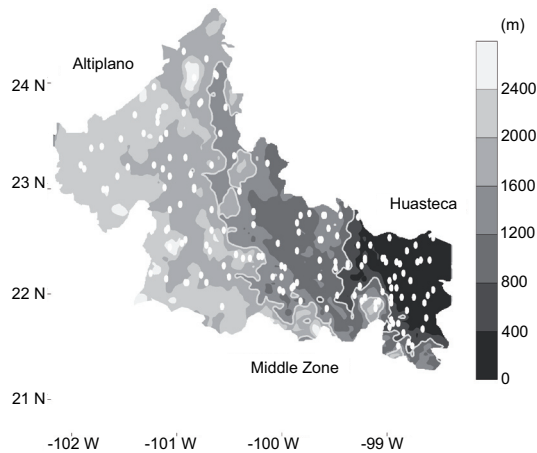 (m)
Altiplano
24 N
2400
2000
23 N
1600
Huasteca
1200
800
22 N
400
Middle Zone
0
21 N
-102 W
-101 W
-100 W
-99 W